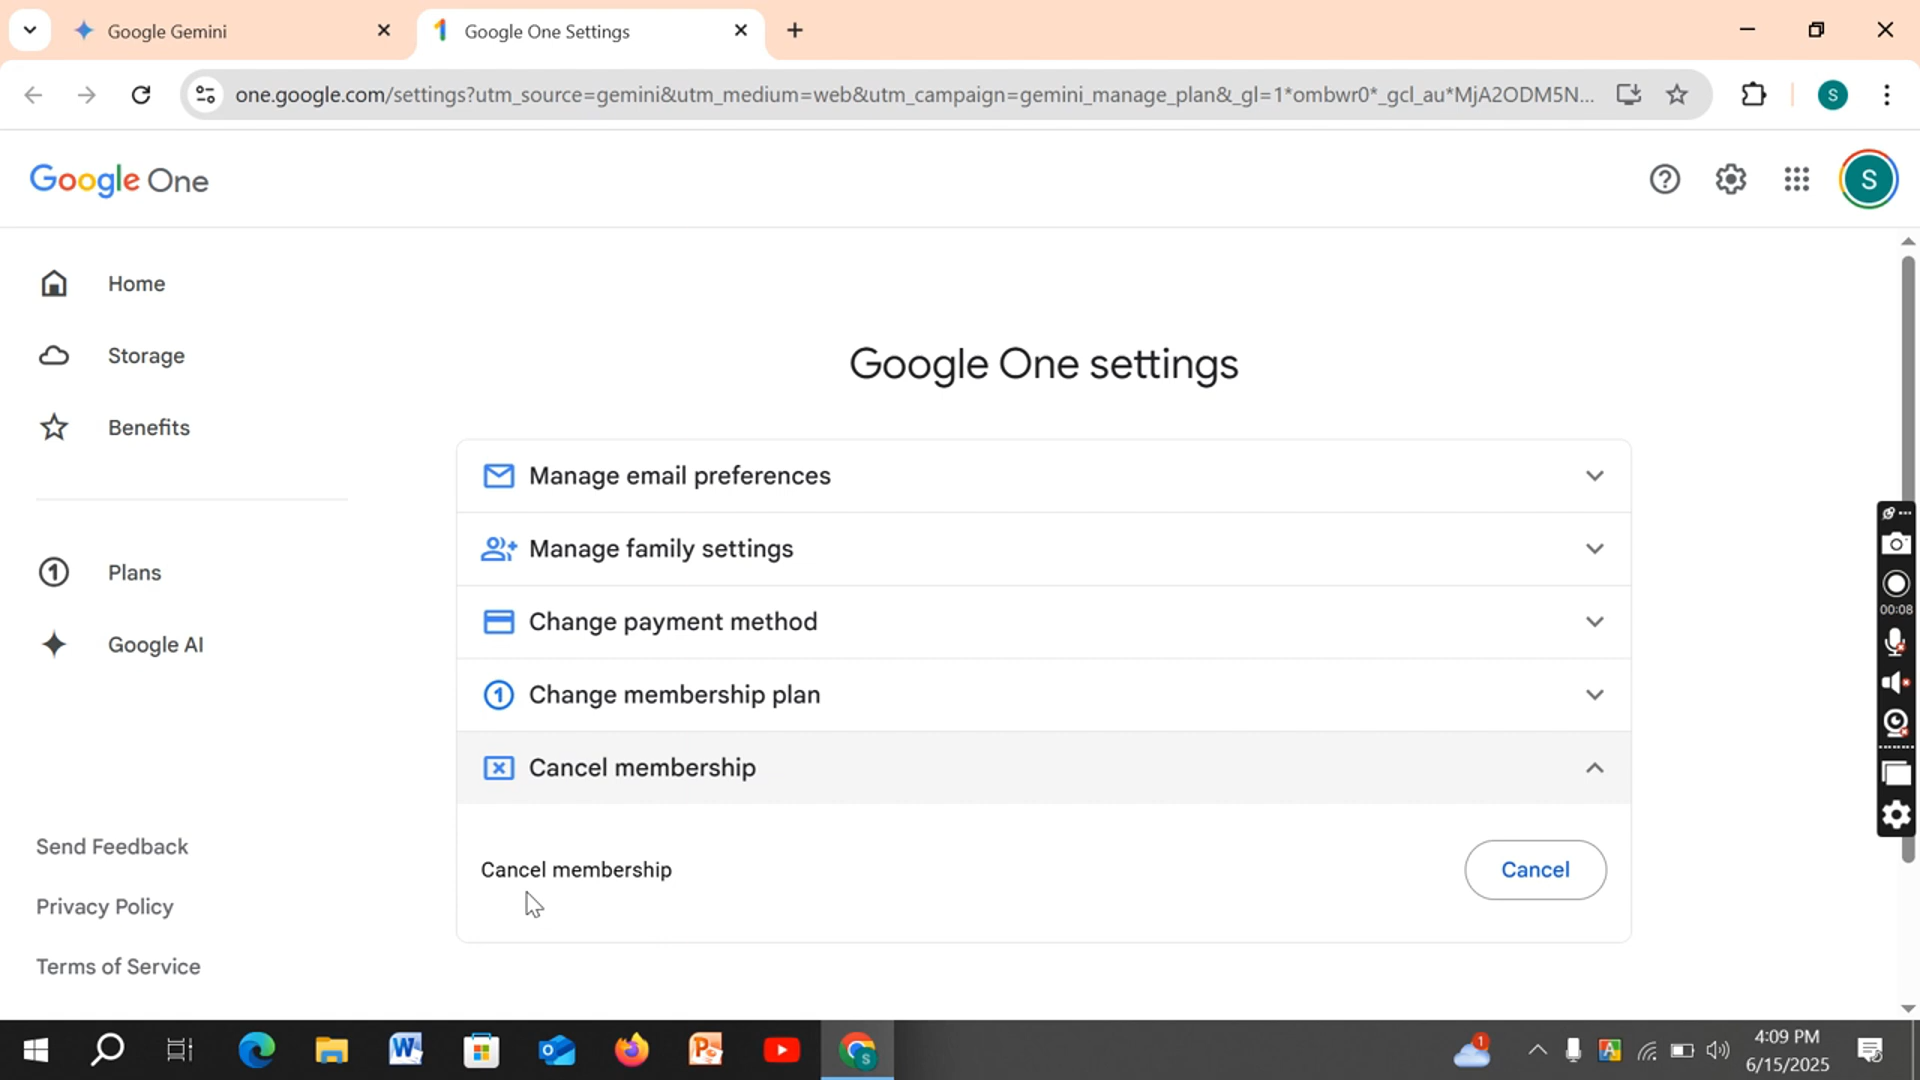 Google Gemini
Google One Settings
one.google.com/settings?utm_source=gemini&utm_medium=web&utm_campaign=gemini_manage_plan&_gl=1*ombwr0*_gcl_au*MjA2ODM5N...
S
Google One
S
Home
Storage
Benefits
Plans
Google AI
Send Feedback
Privacy Policy
Terms of Service
Google One settings
Manage email preferences
Manage family settings
Change payment method
Change membership plan
Cancel membership
Cancel membership
Cancel
00:08
1
4:09 PM
6/15/2025